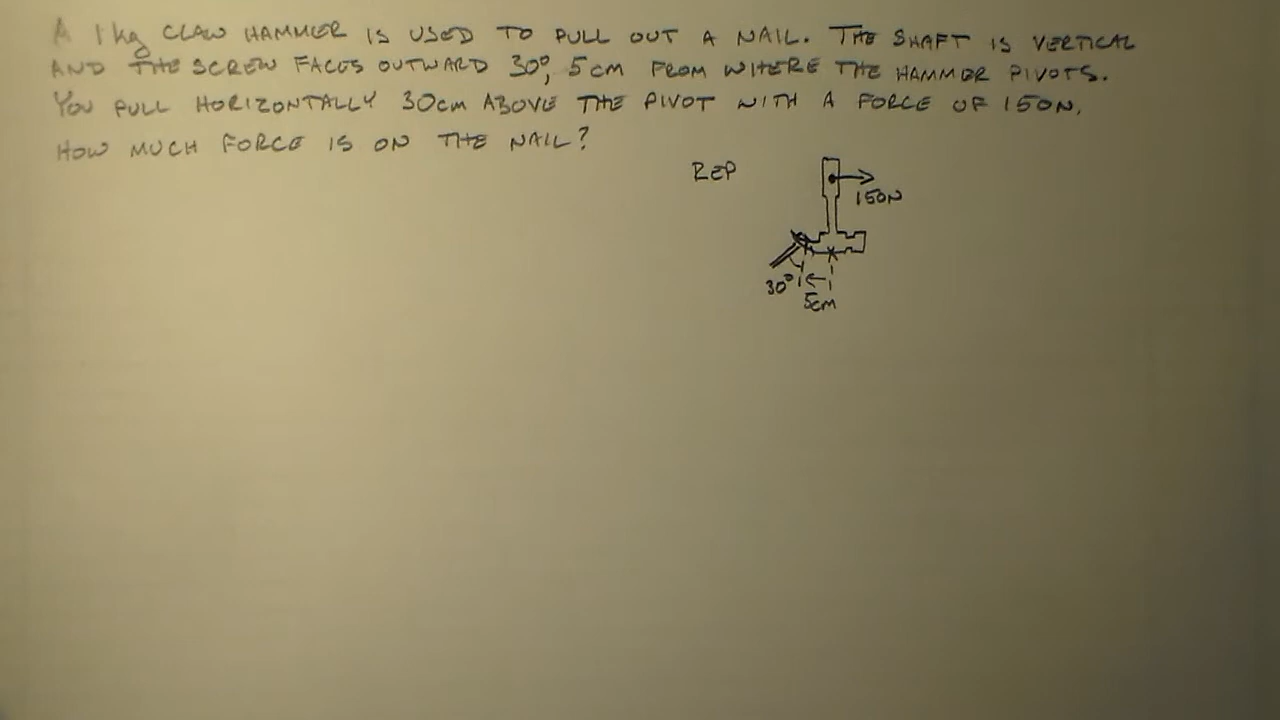 A 1kg CLAW HAMMER IS USED TO PULL OUT A NAIL. THE SHAFT IS VERTICAL
AND THE SCREW FACES OUTWARD 30°, 5cm FROM WHERE THE HAMMER PIVOTS.
YOU PULL HORIZONTALLY 30cm ABOVE THE PIVOT WITH A FORCE OF 150N.
HOW MUCH FORCE IS ON THE NAIL?
REP
150N
30°
5cm